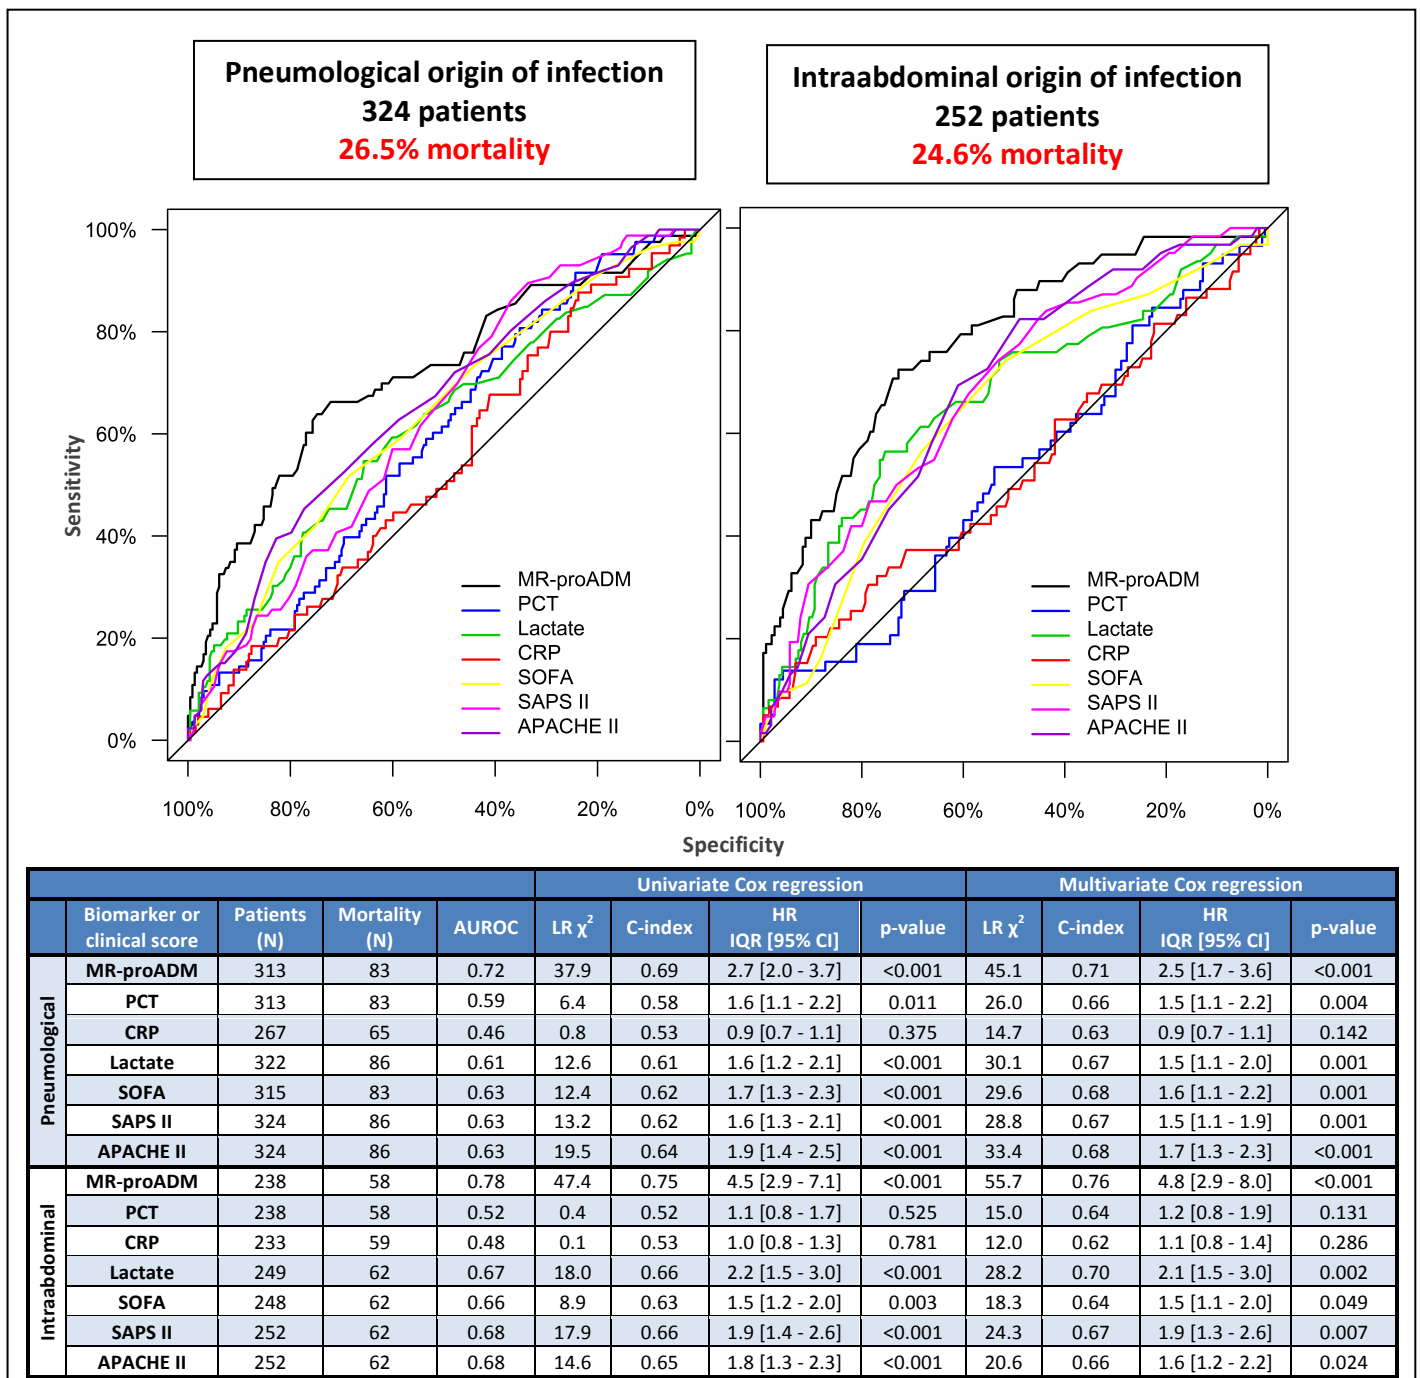 Pneumological origin of infection
324 patients
26.5% mortality
Intraabdominal origin of infection
252 patients
24.6% mortality
100%
80%
60%
40%
20%
0%
Sensitivity
MR-proADM
PCT
Lactate
CRP
SOFA
SAPS II
APACHE II
MR-proADM
PCT
Lactate
CRP
SOFA
SAPS II
APACHE II
100% 80% 60% 40% 20% 0% 100% 80% 60% 40% 20% 0%
Specificity
Univariate Cox regression Multivariate Cox regression
Biomarker or clinical score Patients (N) Mortality (N) AUROC LR χ² C-index HR IQR [95% CI] p-value LR χ² C-index HR IQR [95% CI] p-value
Pneumological
MR-proADM 313 83 0.72 37.9 0.69 2.7 [2.0 - 3.7] <0.001 45.1 0.71 2.5 [1.7 - 3.6] <0.001
PCT 313 83 0.59 6.4 0.58 1.6 [1.1 - 2.2] 0.011 26.0 0.66 1.5 [1.1 - 2.2] 0.004
CRP 267 65 0.46 0.8 0.53 0.9 [0.7 - 1.1] 0.375 14.7 0.63 0.9 [0.7 - 1.1] 0.142
Lactate 322 86 0.61 12.6 0.61 1.6 [1.2 - 2.1] <0.001 30.1 0.67 1.5 [1.1 - 2.0] 0.001
SOFA 315 83 0.63 12.4 0.62 1.7 [1.3 - 2.3] <0.001 29.6 0.68 1.6 [1.1 - 2.2] 0.001
SAPS II 324 86 0.63 13.2 0.62 1.6 [1.3 - 2.1] <0.001 28.8 0.67 1.5 [1.1 - 1.9] 0.001
APACHE II 324 86 0.63 19.5 0.64 1.9 [1.4 - 2.5] <0.001 33.4 0.68 1.7 [1.3 - 2.3] <0.001
Intraabdominal
MR-proADM 238 58 0.78 47.4 0.75 4.5 [2.9 - 7.1] <0.001 55.7 0.76 4.8 [2.9 - 8.0] <0.001
PCT 238 58 0.52 0.4 0.52 1.1 [0.8 - 1.7] 0.525 15.0 0.64 1.2 [0.8 - 1.9] 0.131
CRP 233 59 0.48 0.1 0.53 1.0 [0.8 - 1.3] 0.781 12.0 0.62 1.1 [0.8 - 1.4] 0.286
Lactate 249 62 0.67 18.0 0.66 2.2 [1.5 - 3.0] <0.001 28.2 0.70 2.1 [1.5 - 3.0] 0.002
SOFA 248 62 0.66 8.9 0.63 1.5 [1.2 - 2.0] 0.003 18.3 0.64 1.5 [1.1 - 2.0] 0.049
SAPS II 252 62 0.68 17.9 0.66 1.9 [1.4 - 2.6] <0.001 24.3 0.67 1.9 [1.3 - 2.6] 0.007
APACHE II 252 62 0.68 14.6 0.65 1.8 [1.3 - 2.3] <0.001 20.6 0.66 1.6 [1.2 - 2.2] 0.024